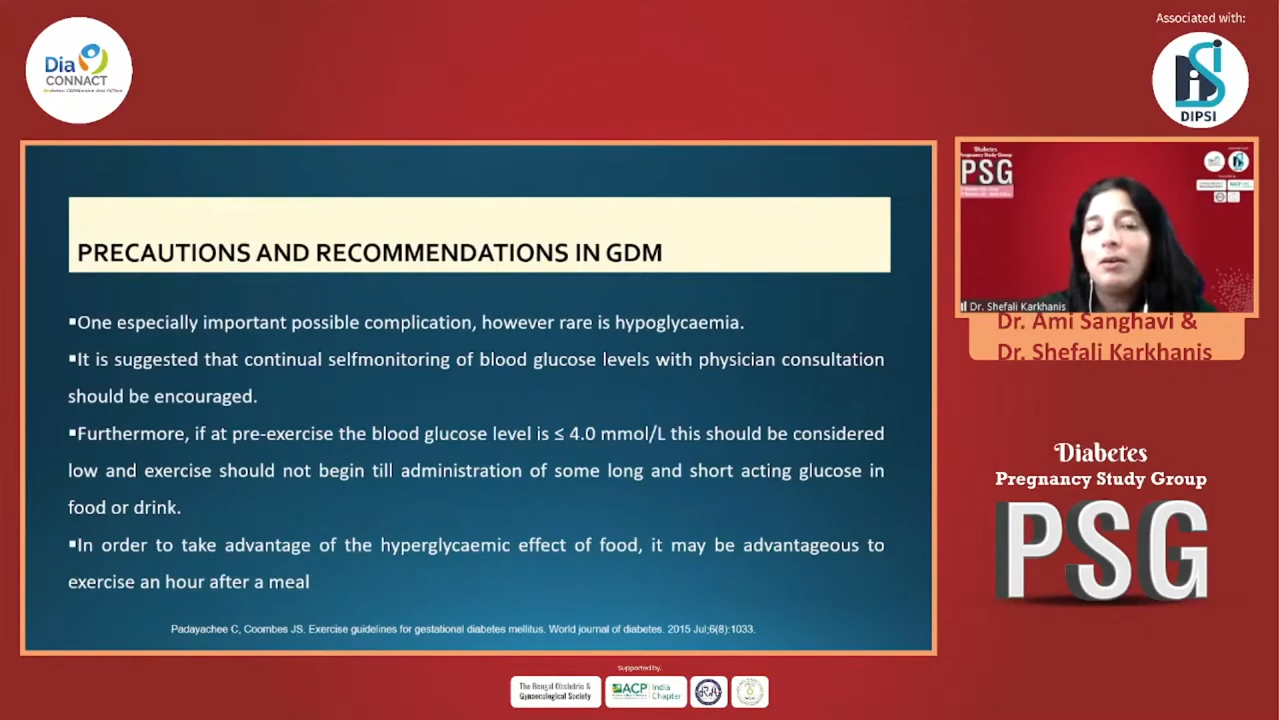 Associated with:
Dia
CONNACT
DiSi
DIPSI
Diabetes
Pregnancy Study Group
PSG
Dr. Shefali Karkhanis
Dr. Ami Sanghavi &
Dr. Shefali Karkhanis
PRECAUTIONS AND RECOMMENDATIONS IN GDM
▪One especially important possible complication, however rare is hypoglycaemia.
▪It is suggested that continual selfmonitoring of blood glucose levels with physician consultation
should be encouraged.
▪Furthermore, if at pre-exercise the blood glucose level is ≤ 4.0 mmol/L this should be considered
low and exercise should not begin till administration of some long and short acting glucose in
food or drink.
▪In order to take advantage of the hyperglycaemic effect of food, it may be advantageous to
exercise an hour after a meal
Padayachee C, Coombes JS. Exercise guidelines for gestational diabetes mellitus. World journal of diabetes. 2015 Jul;6(8):1033.
Diabetes
Pregnancy Study Group
PSG
Supported by:
The Bengal Obstetric &
Gynaecological Society
ACP India
Chapter